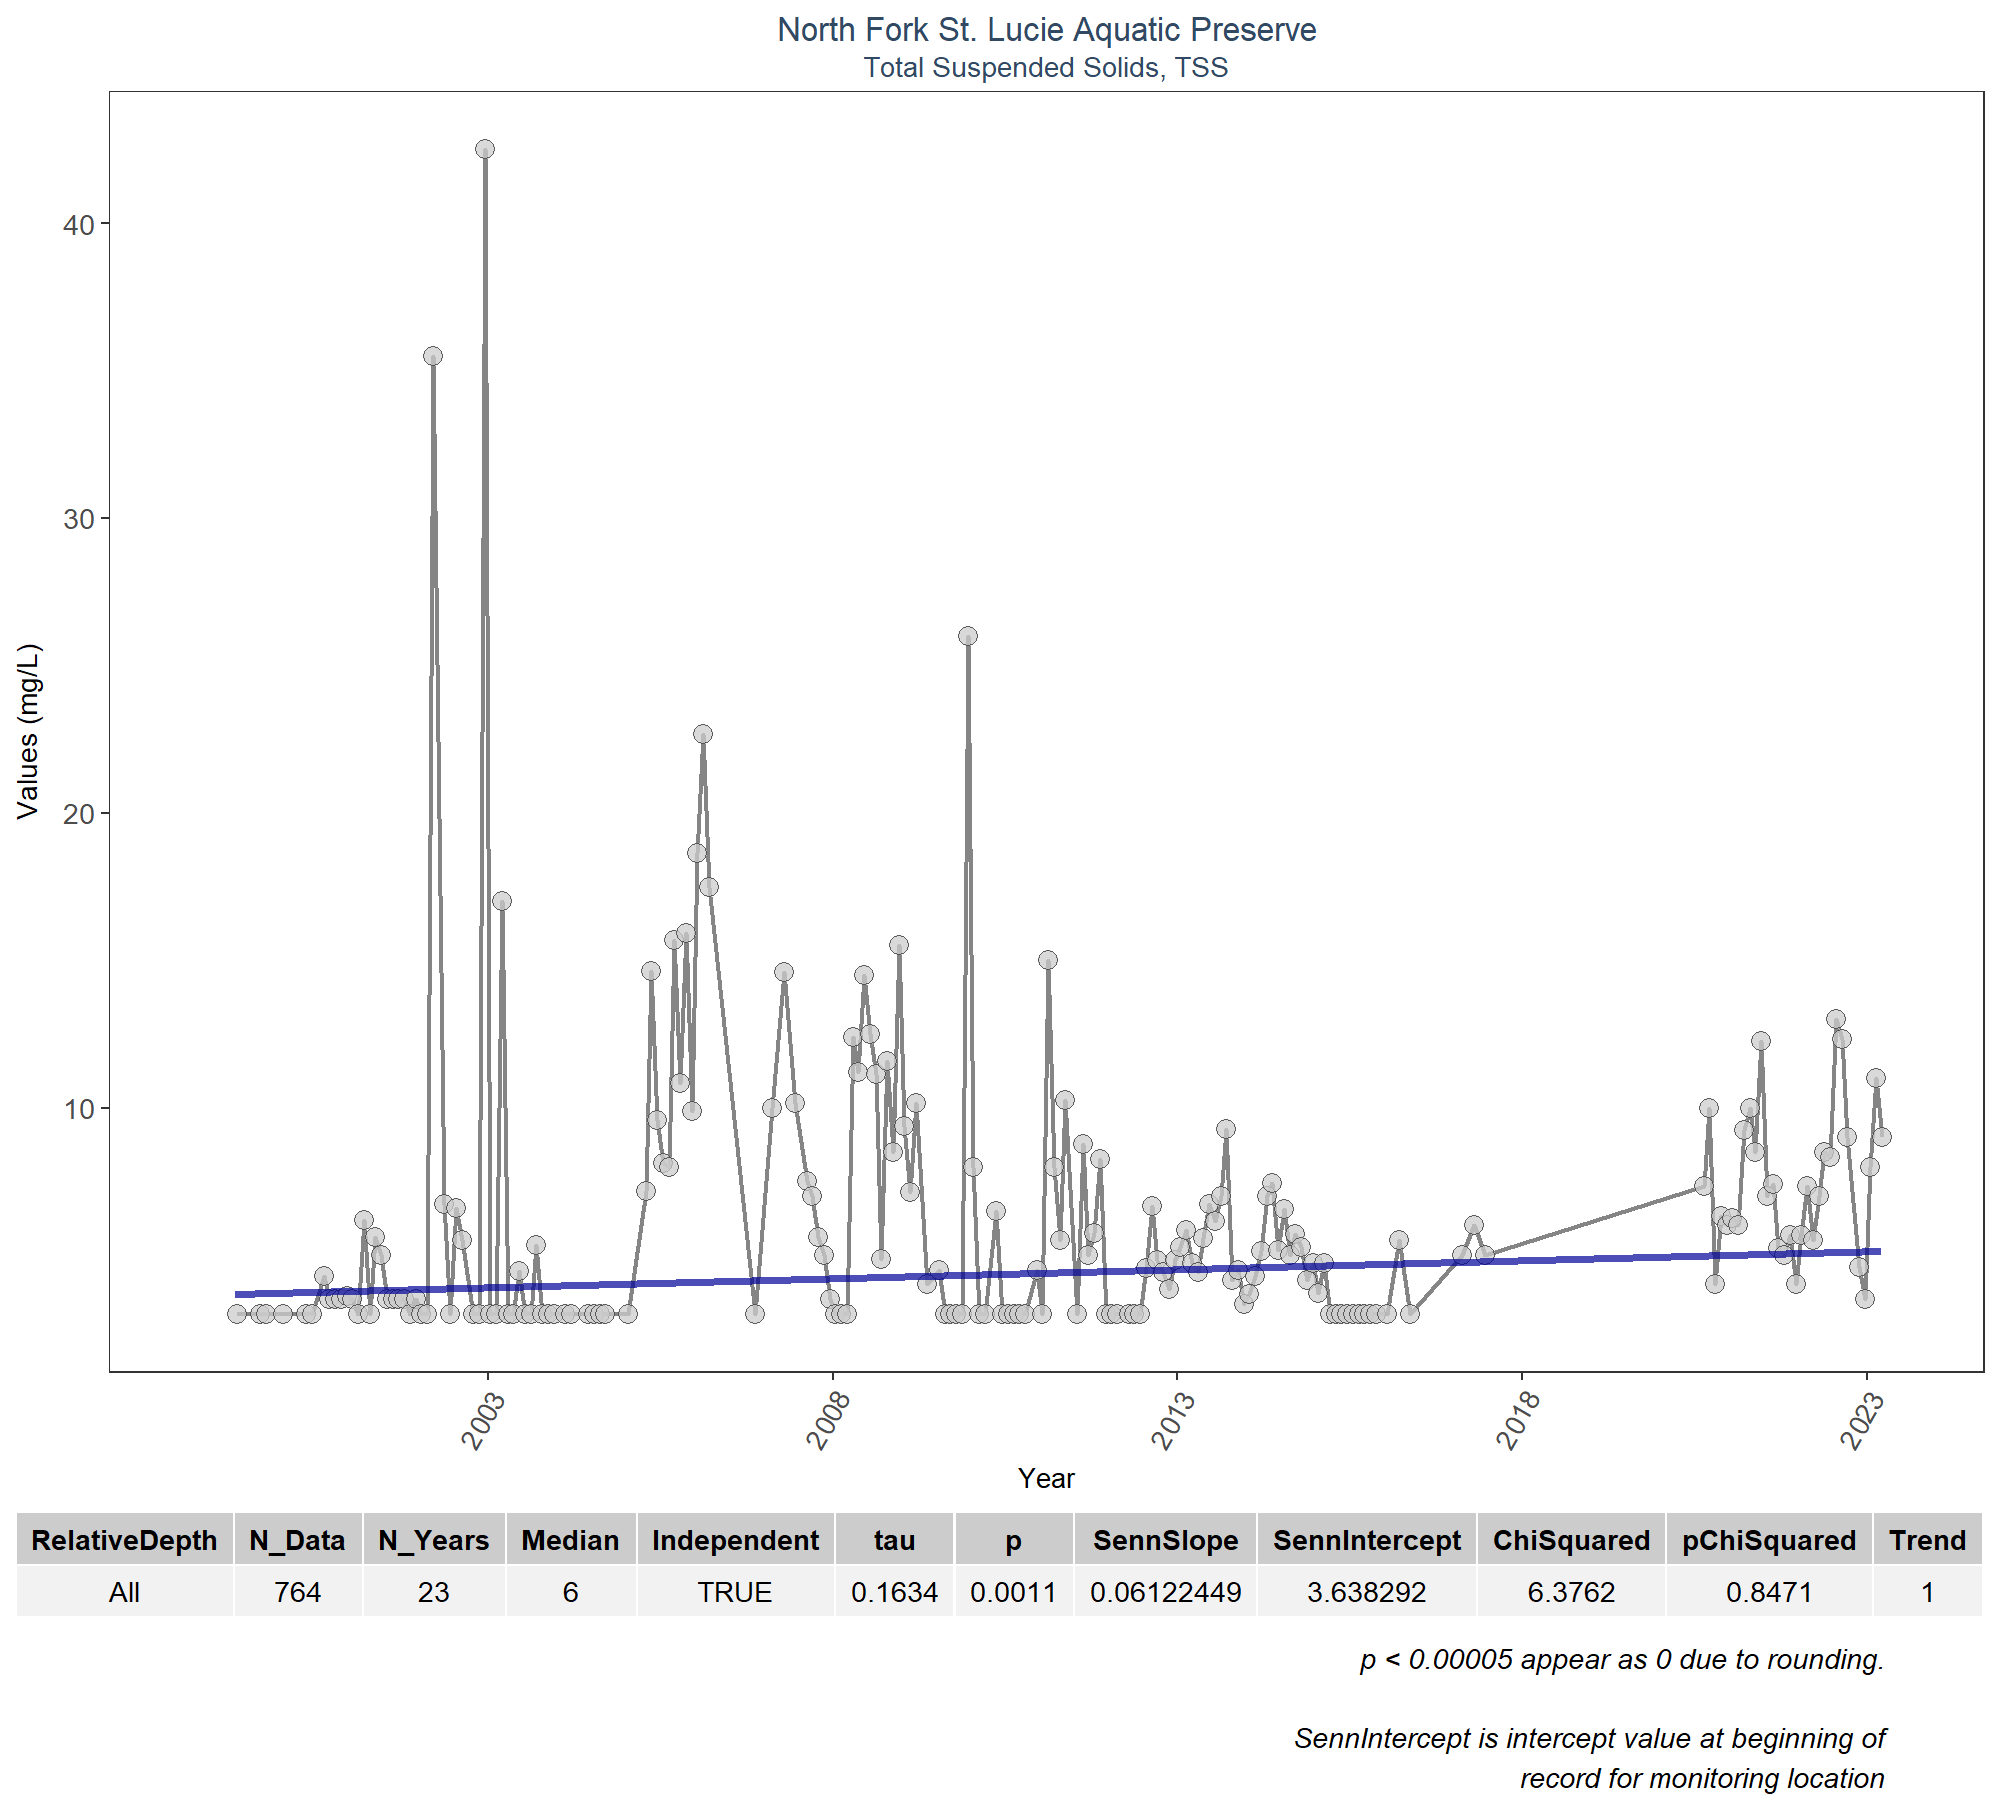 North Fork St. Lucie Aquatic Preserve
Total Suspended Solids, TSS
40
30
20
10
Values (mg/L)
2003 2008 2013 2018 2023
Year
RelativeDepth N_Data N_Years Median Independent tau p SennSlope SennIntercept ChiSquared pChiSquared Trend
All 764 23 6 TRUE 0.1634 0.0011 0.06122449 3.638292 6.3762 0.8471 1
p < 0.00005 appear as 0 due to rounding.
SennIntercept is intercept value at beginning of
record for monitoring location